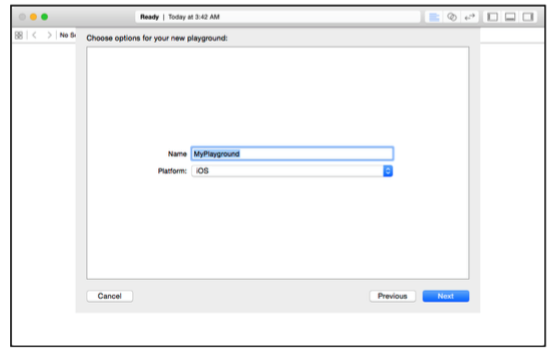 Ready | Today at 3:42 AM
No Se
Choose options for your new playground:
Name MyPlayground
Platform: iOS
Cancel Previous Next